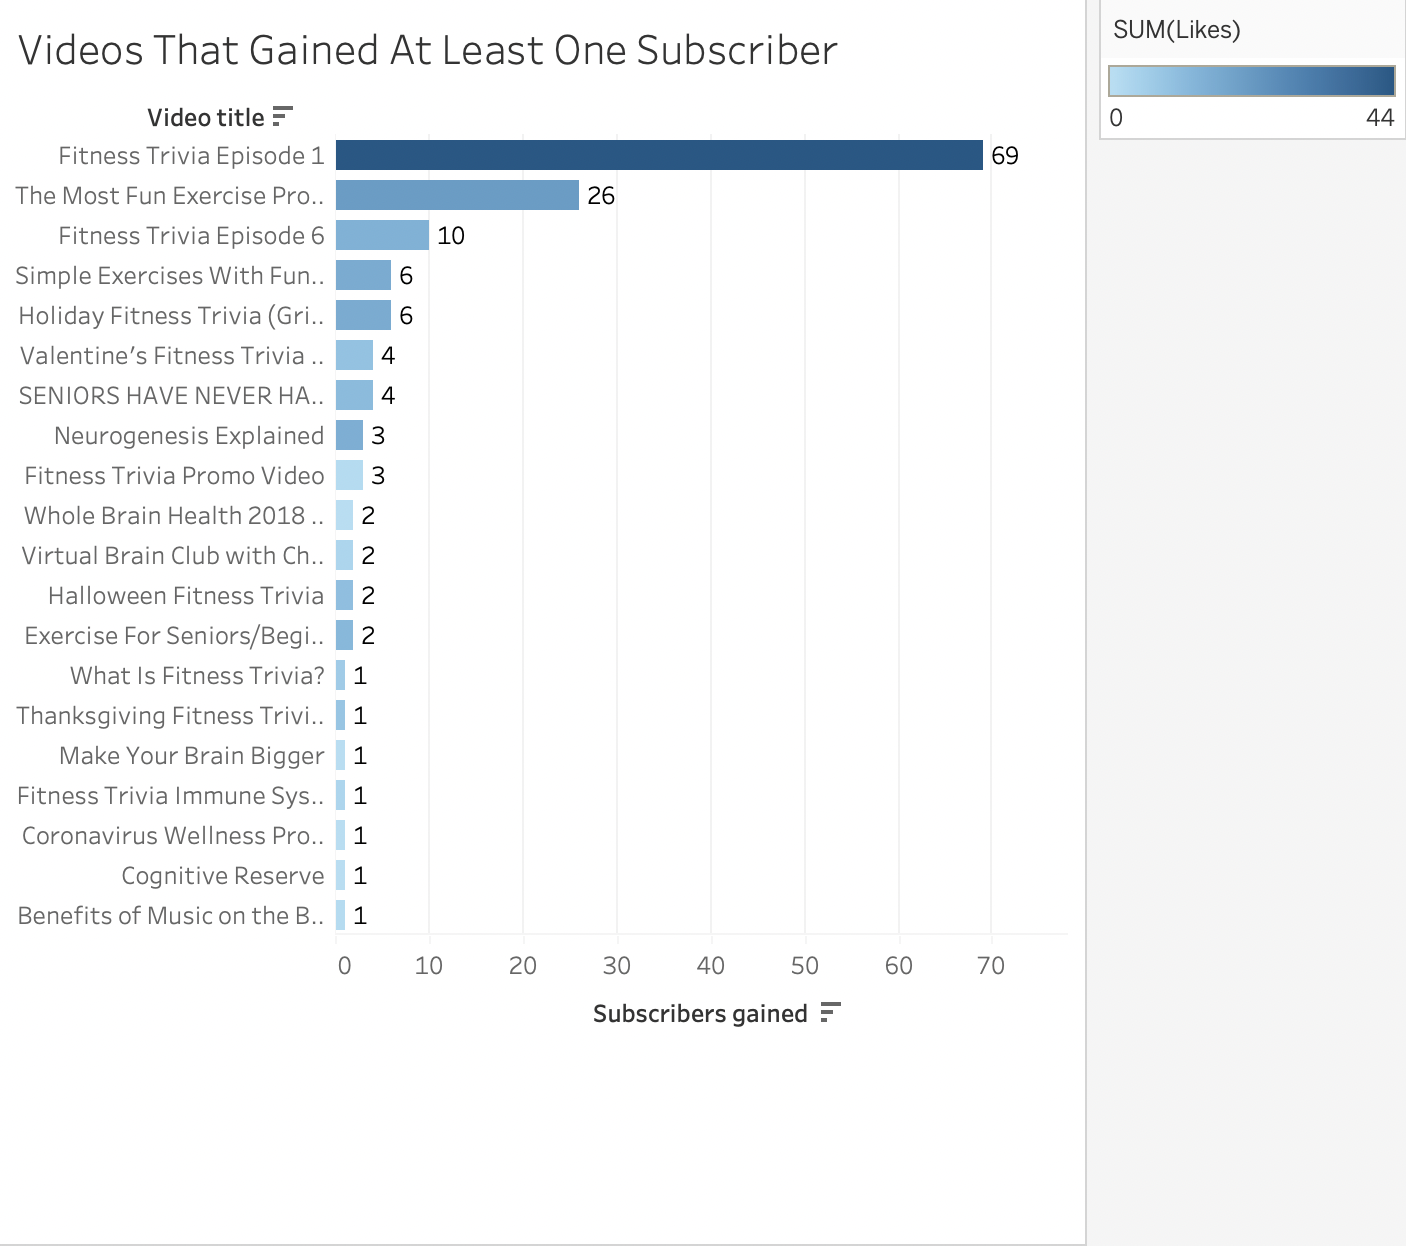 Videos That Gained At Least One Subscriber
SUM(Likes)
0 44
Video title
Fitness Trivia Episode 1 69
The Most Fun Exercise Pro.. 26
Fitness Trivia Episode 6 10
Simple Exercises With Fun.. 6
Holiday Fitness Trivia (Gri.. 6
Valentine’s Fitness Trivia .. 4
SENIORS HAVE NEVER HA.. 4
Neurogenesis Explained 3
Fitness Trivia Promo Video 3
Whole Brain Health 2018 .. 2
Virtual Brain Club with Ch.. 2
Halloween Fitness Trivia 2
Exercise For Seniors/Begi.. 2
What Is Fitness Trivia? 1
Thanksgiving Fitness Trivi.. 1
Make Your Brain Bigger 1
Fitness Trivia Immune Sys.. 1
Coronavirus Wellness Pro.. 1
Cognitive Reserve 1
Benefits of Music on the B.. 1
0 10 20 30 40 50 60 70
Subscribers gained